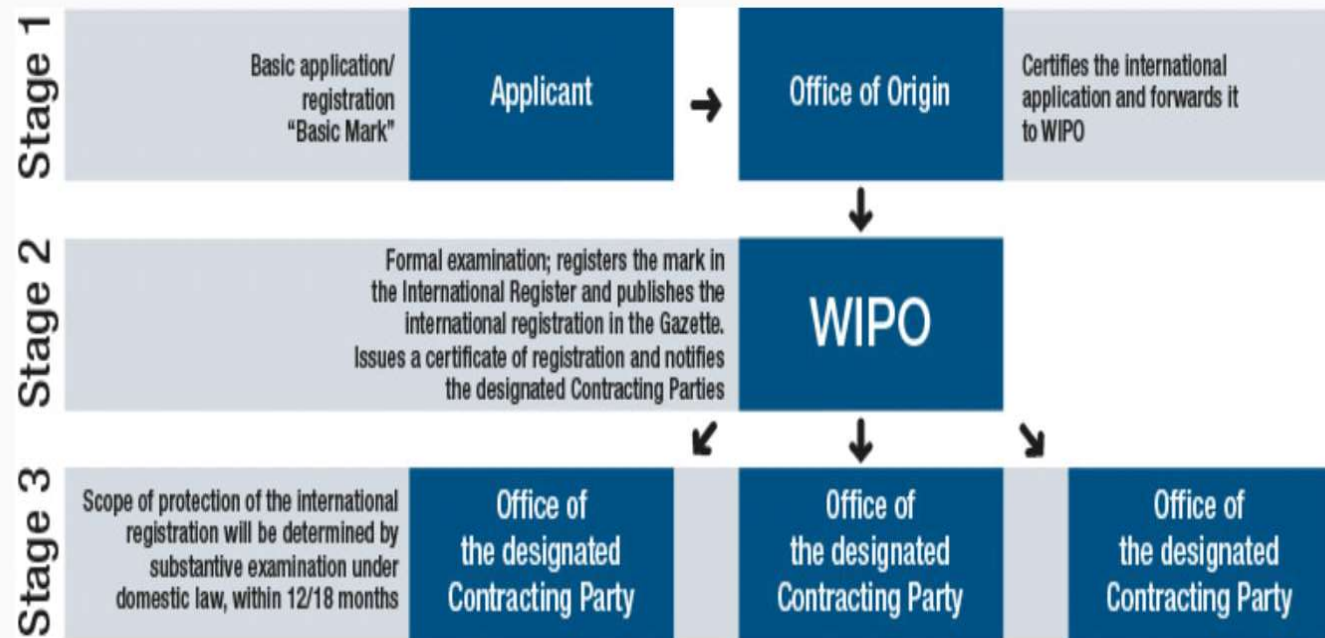 Stage 1
Basic application/
registration
“Basic Mark”
Applicant
Office of Origin
Certifies the international
application and forwards it
to WIPO
Stage 2
Formal examination; registers the mark in
the International Register and publishes the
international registration in the Gazette.
Issues a certificate of registration and notifies
the designated Contracting Parties
WIPO
Stage 3
Scope of protection of the international
registration will be determined by
substantive examination under
domestic law, within 12/18 months
Office of
the designated
Contracting Party
Office of
the designated
Contracting Party
Office of
the designated
Contracting Party